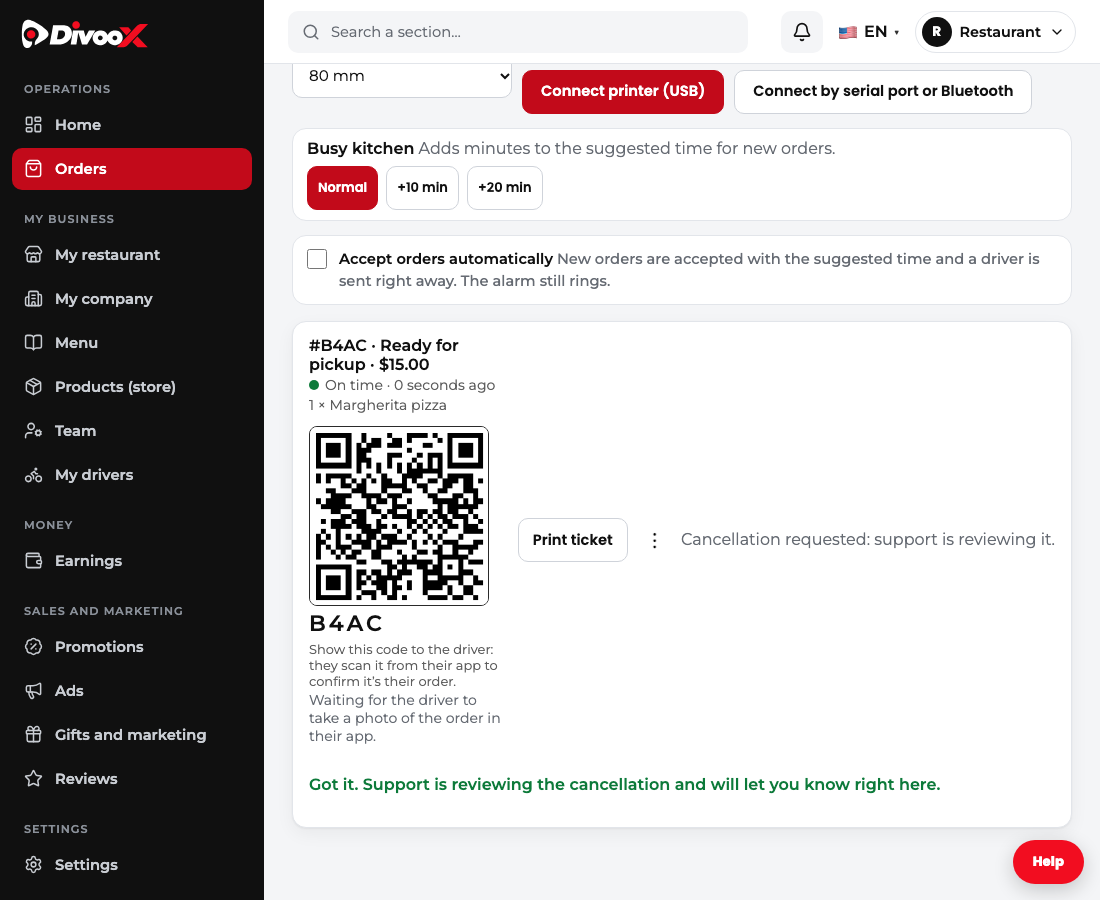 DivooX
Search a section...
EN
R
Restaurant
OPERATIONS
Home
Orders
MY BUSINESS
My restaurant
My company
Menu
Products (store)
Team
My drivers
MONEY
Earnings
SALES AND MARKETING
Promotions
Ads
Gifts and marketing
Reviews
SETTINGS
Settings
80 mm
Connect printer (USB)
Connect by serial port or Bluetooth
Busy kitchen Adds minutes to the suggested time for new orders.
Normal
+10 min
+20 min
Accept orders automatically New orders are accepted with the suggested time and a driver is
sent right away. The alarm still rings.
#B4AC · Ready for
pickup · $15.00
On time · 0 seconds ago
1 × Margherita pizza
B4AC
Show this code to the driver:
they scan it from their app to
confirm it's their order.
Waiting for the driver to
take a photo of the order in
their app.
Print ticket
Cancellation requested: support is reviewing it.
Got it. Support is reviewing the cancellation and will let you know right here.
Help